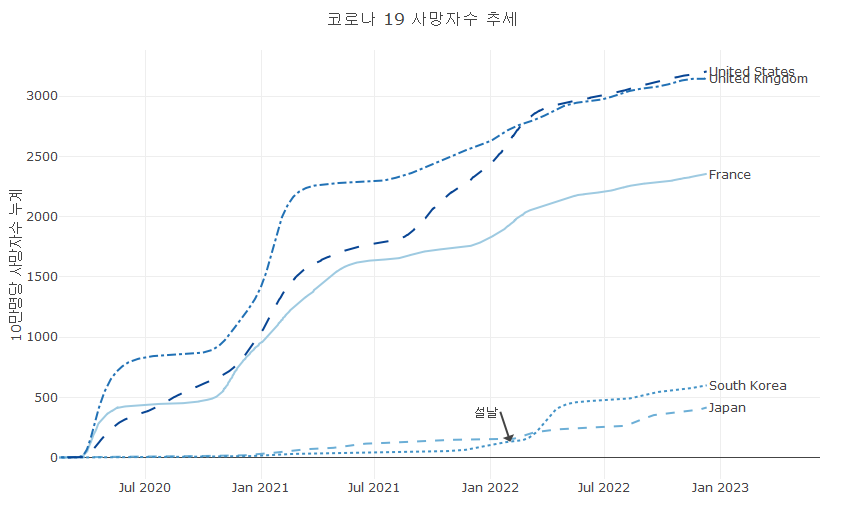 코로나 19 사망자수 추세
10만명당 사망자수 누계
3000
2500
2000
1500
1000
500
0
United States
United Kingdom
France
South Korea
Japan
설날
Jul 2020
Jan 2021
Jul 2021
Jan 2022
Jul 2022
Jan 2023